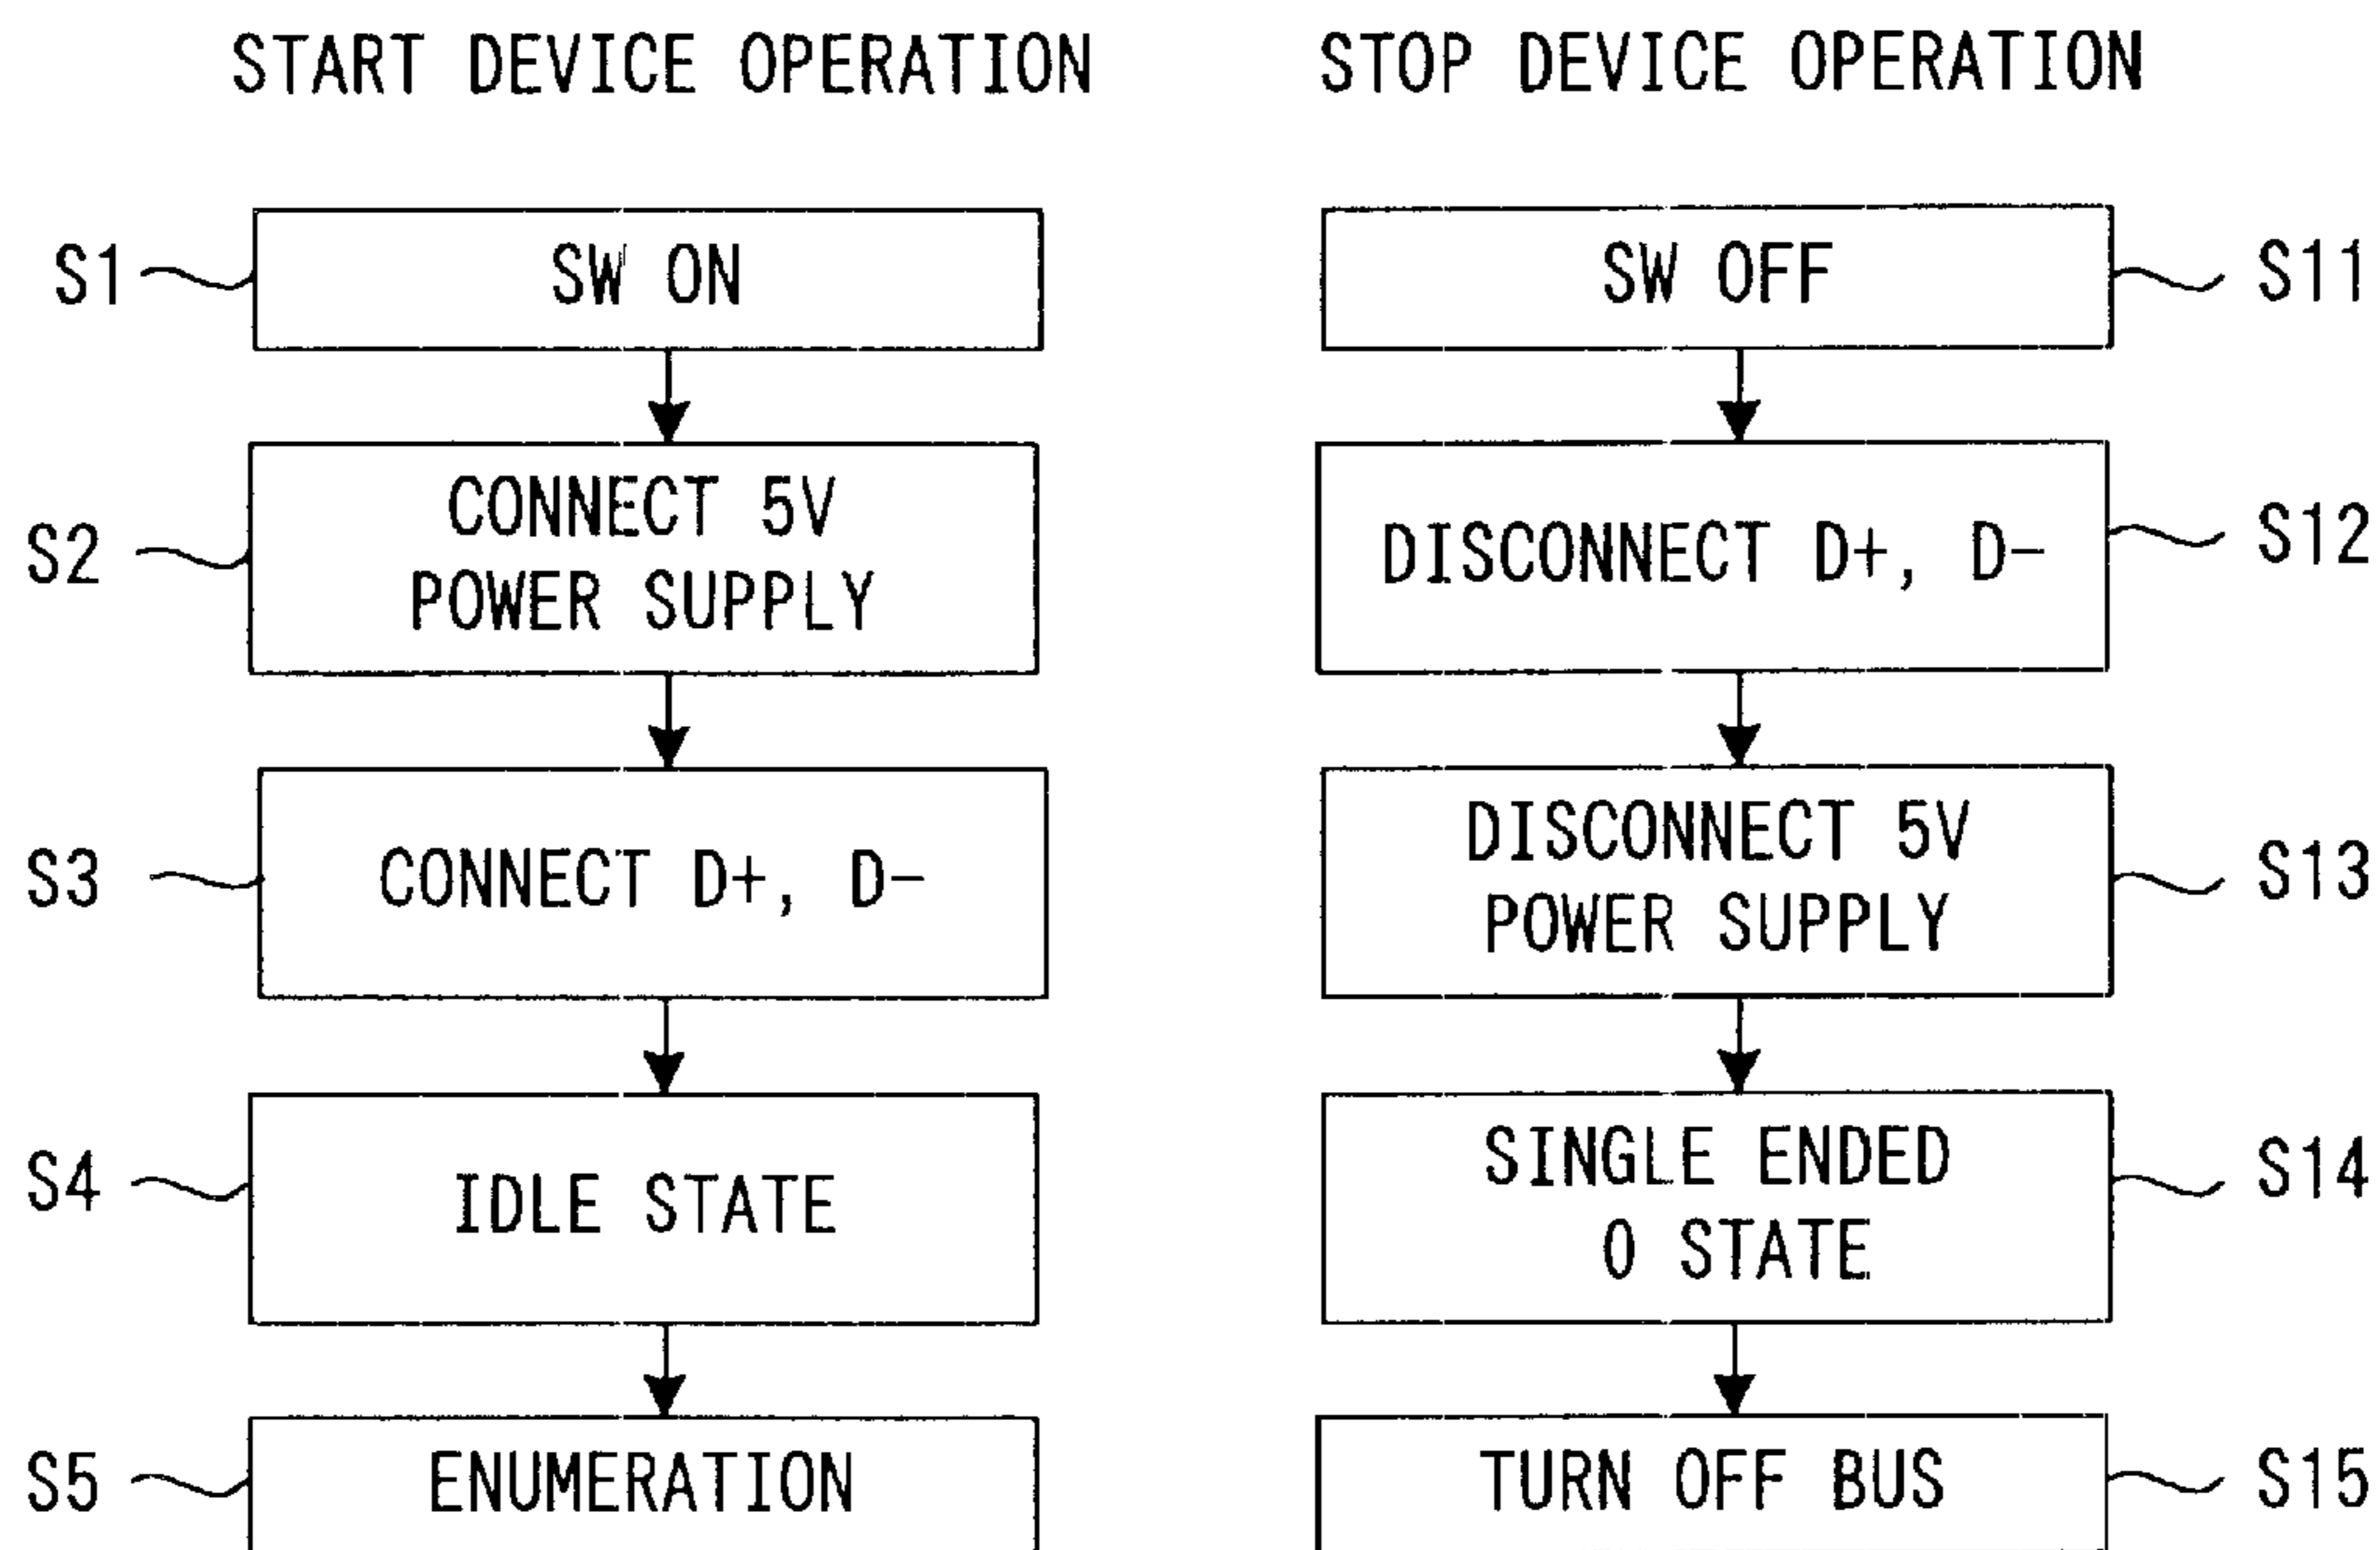 START DEVICE OPERATION
S1
SW ON
S2
CONNECT 5V
POWER SUPPLY
S3
CONNECT D+, D-
S4
IDLE STATE
S5
ENUMERATION
STOP DEVICE OPERATION
SW OFF
S11
DISCONNECT D+, D-
S12
DISCONNECT 5V
POWER SUPPLY
S13
SINGLE ENDED
0 STATE
S14
TURN OFF BUS
S15